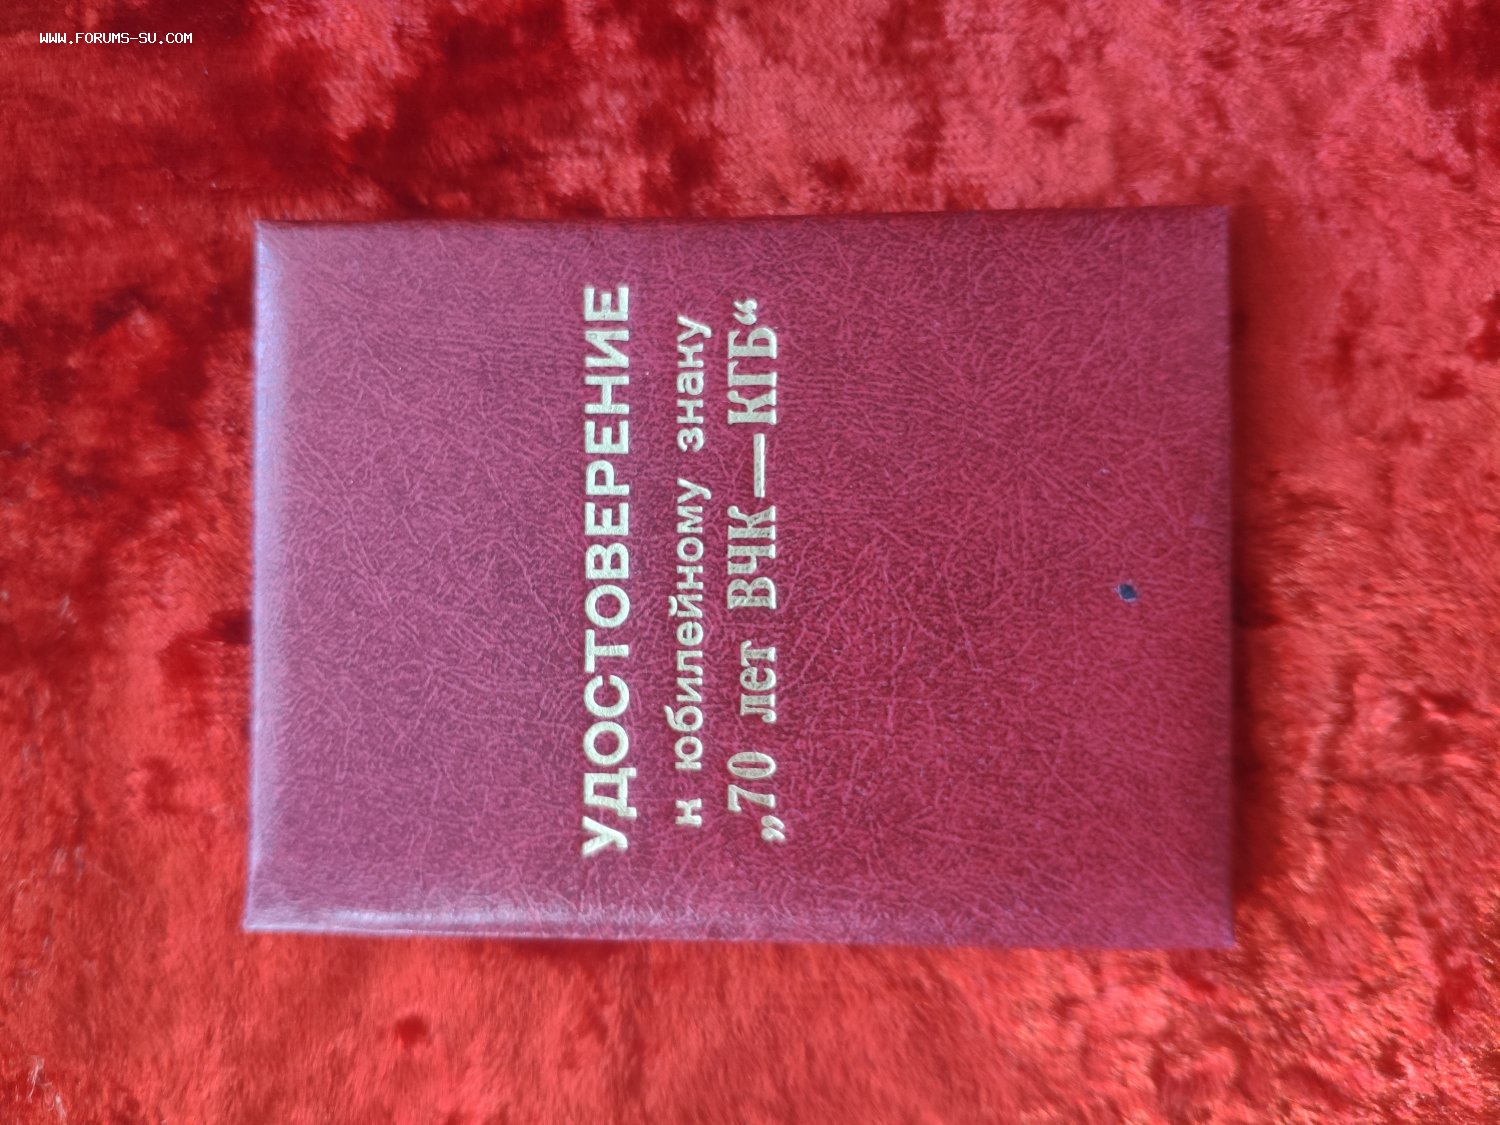 WWW.FORUMS-SU.COM
УДОСТОВЕРЕНИЕ
к юбилейному знаку
„70 лет ВЧК—КГБ“